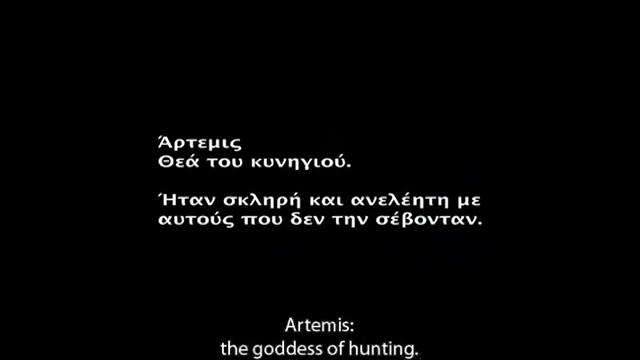 Άρτεμις
Θεά του κυνηγιού.
Ήταν σκληρή και ανελέητη με
αυτούς που δεν την σέβονταν.
Artemis:
the goddess of hunting.